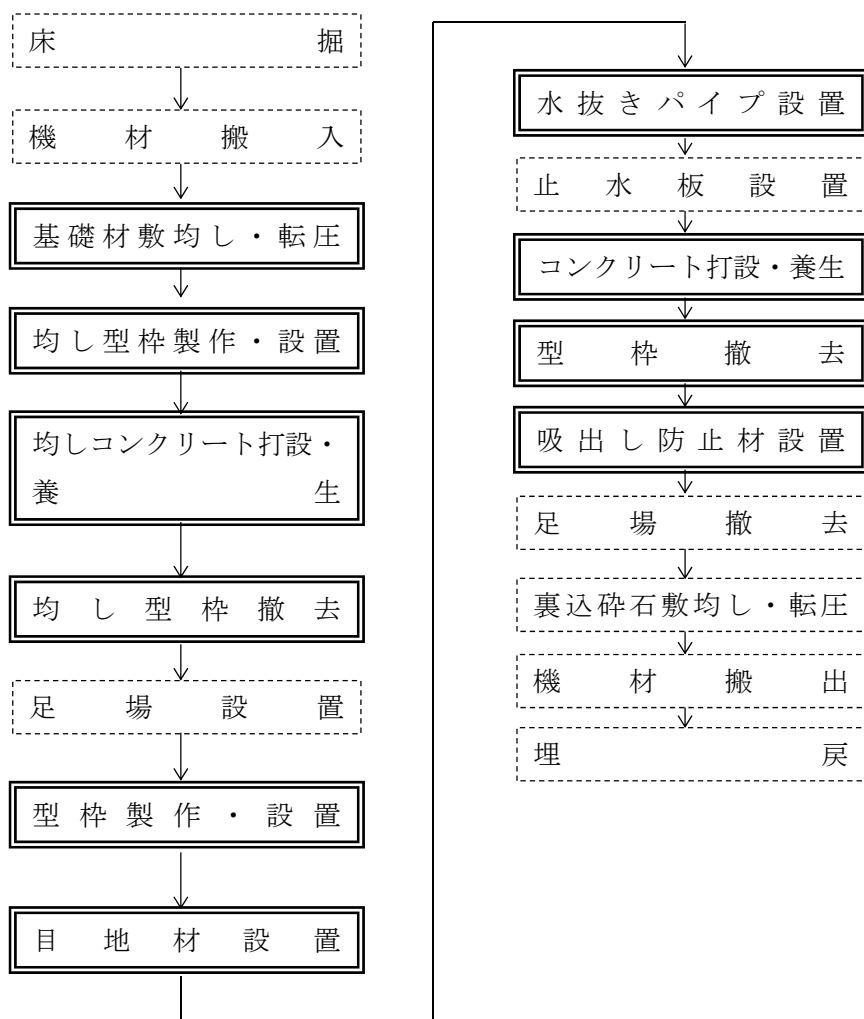 床掘
機材搬入
基礎材敷均し・転圧
均し型枠製作・設置
均しコンクリート打設・
養生
均し型枠撤去
足場設置
型枠製作・設置
目地材設置
水抜きパイプ設置
止水板設置
コンクリート打設・養生
型枠撤去
吸出し防止材設置
足場撤去
裏込砕石敷均し・転圧
機材搬出
埋戻